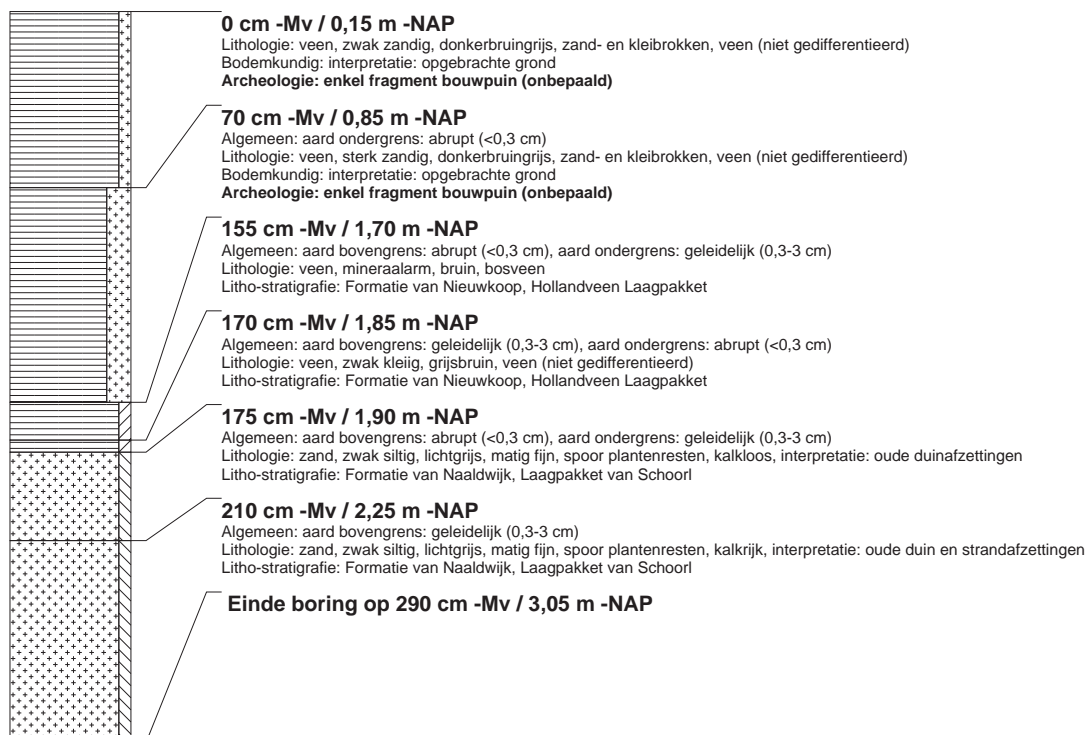 0 cm -Mv / 0,15 m -NAP
Lithologie: veen, zwak zandig, donkerbruingrijs, zand- en kleibrokken, veen (niet gedifferentieerd)
Bodemkundig: interpretatie: opgebrachte grond
Archeologie: enkel fragment bouwpuin (onbepaald)
70 cm -Mv / 0,85 m -NAP
Algemeen: aard ondergrens: abrupt (<0,3 cm)
Lithologie: veen, sterk zandig, donkerbruingrijs, zand- en kleibrokken, veen (niet gedifferentieerd)
Bodemkundig: interpretatie: opgebrachte grond
Archeologie: enkel fragment bouwpuin (onbepaald)
155 cm -Mv / 1,70 m -NAP
Algemeen: aard bovengrens: abrupt (<0,3 cm), aard ondergrens: geleidelijk (0,3-3 cm)
Lithologie: veen, mineraalarm, bruin, bosveen
Litho-stratigrafie: Formatie van Nieuwkoop, Hollandveen Laagpakket
170 cm -Mv / 1,85 m -NAP
Algemeen: aard bovengrens: geleidelijk (0,3-3 cm), aard ondergrens: abrupt (<0,3 cm)
Lithologie: veen, zwak kleiig, grijsbruin, veen (niet gedifferentieerd)
Litho-stratigrafie: Formatie van Nieuwkoop, Hollandveen Laagpakket
175 cm -Mv / 1,90 m -NAP
Algemeen: aard bovengrens: abrupt (<0,3 cm), aard ondergrens: geleidelijk (0,3-3 cm)
Lithologie: zand, zwak siltig, lichtgrijs, matig fijn, spoor plantenresten, kalkloos, interpretatie: oude duinafzettingen
Litho-stratigrafie: Formatie van Naaldwijk, Laagpakket van Schoorl
210 cm -Mv / 2,25 m -NAP
Algemeen: aard bovengrens: geleidelijk (0,3-3 cm)
Lithologie: zand, zwak siltig, lichtgrijs, matig fijn, spoor plantenresten, kalkrijk, interpretatie: oude duin en strandafzettingen
Litho-stratigrafie: Formatie van Naaldwijk, Laagpakket van Schoorl
Einde boring op 290 cm -Mv / 3,05 m -NAP